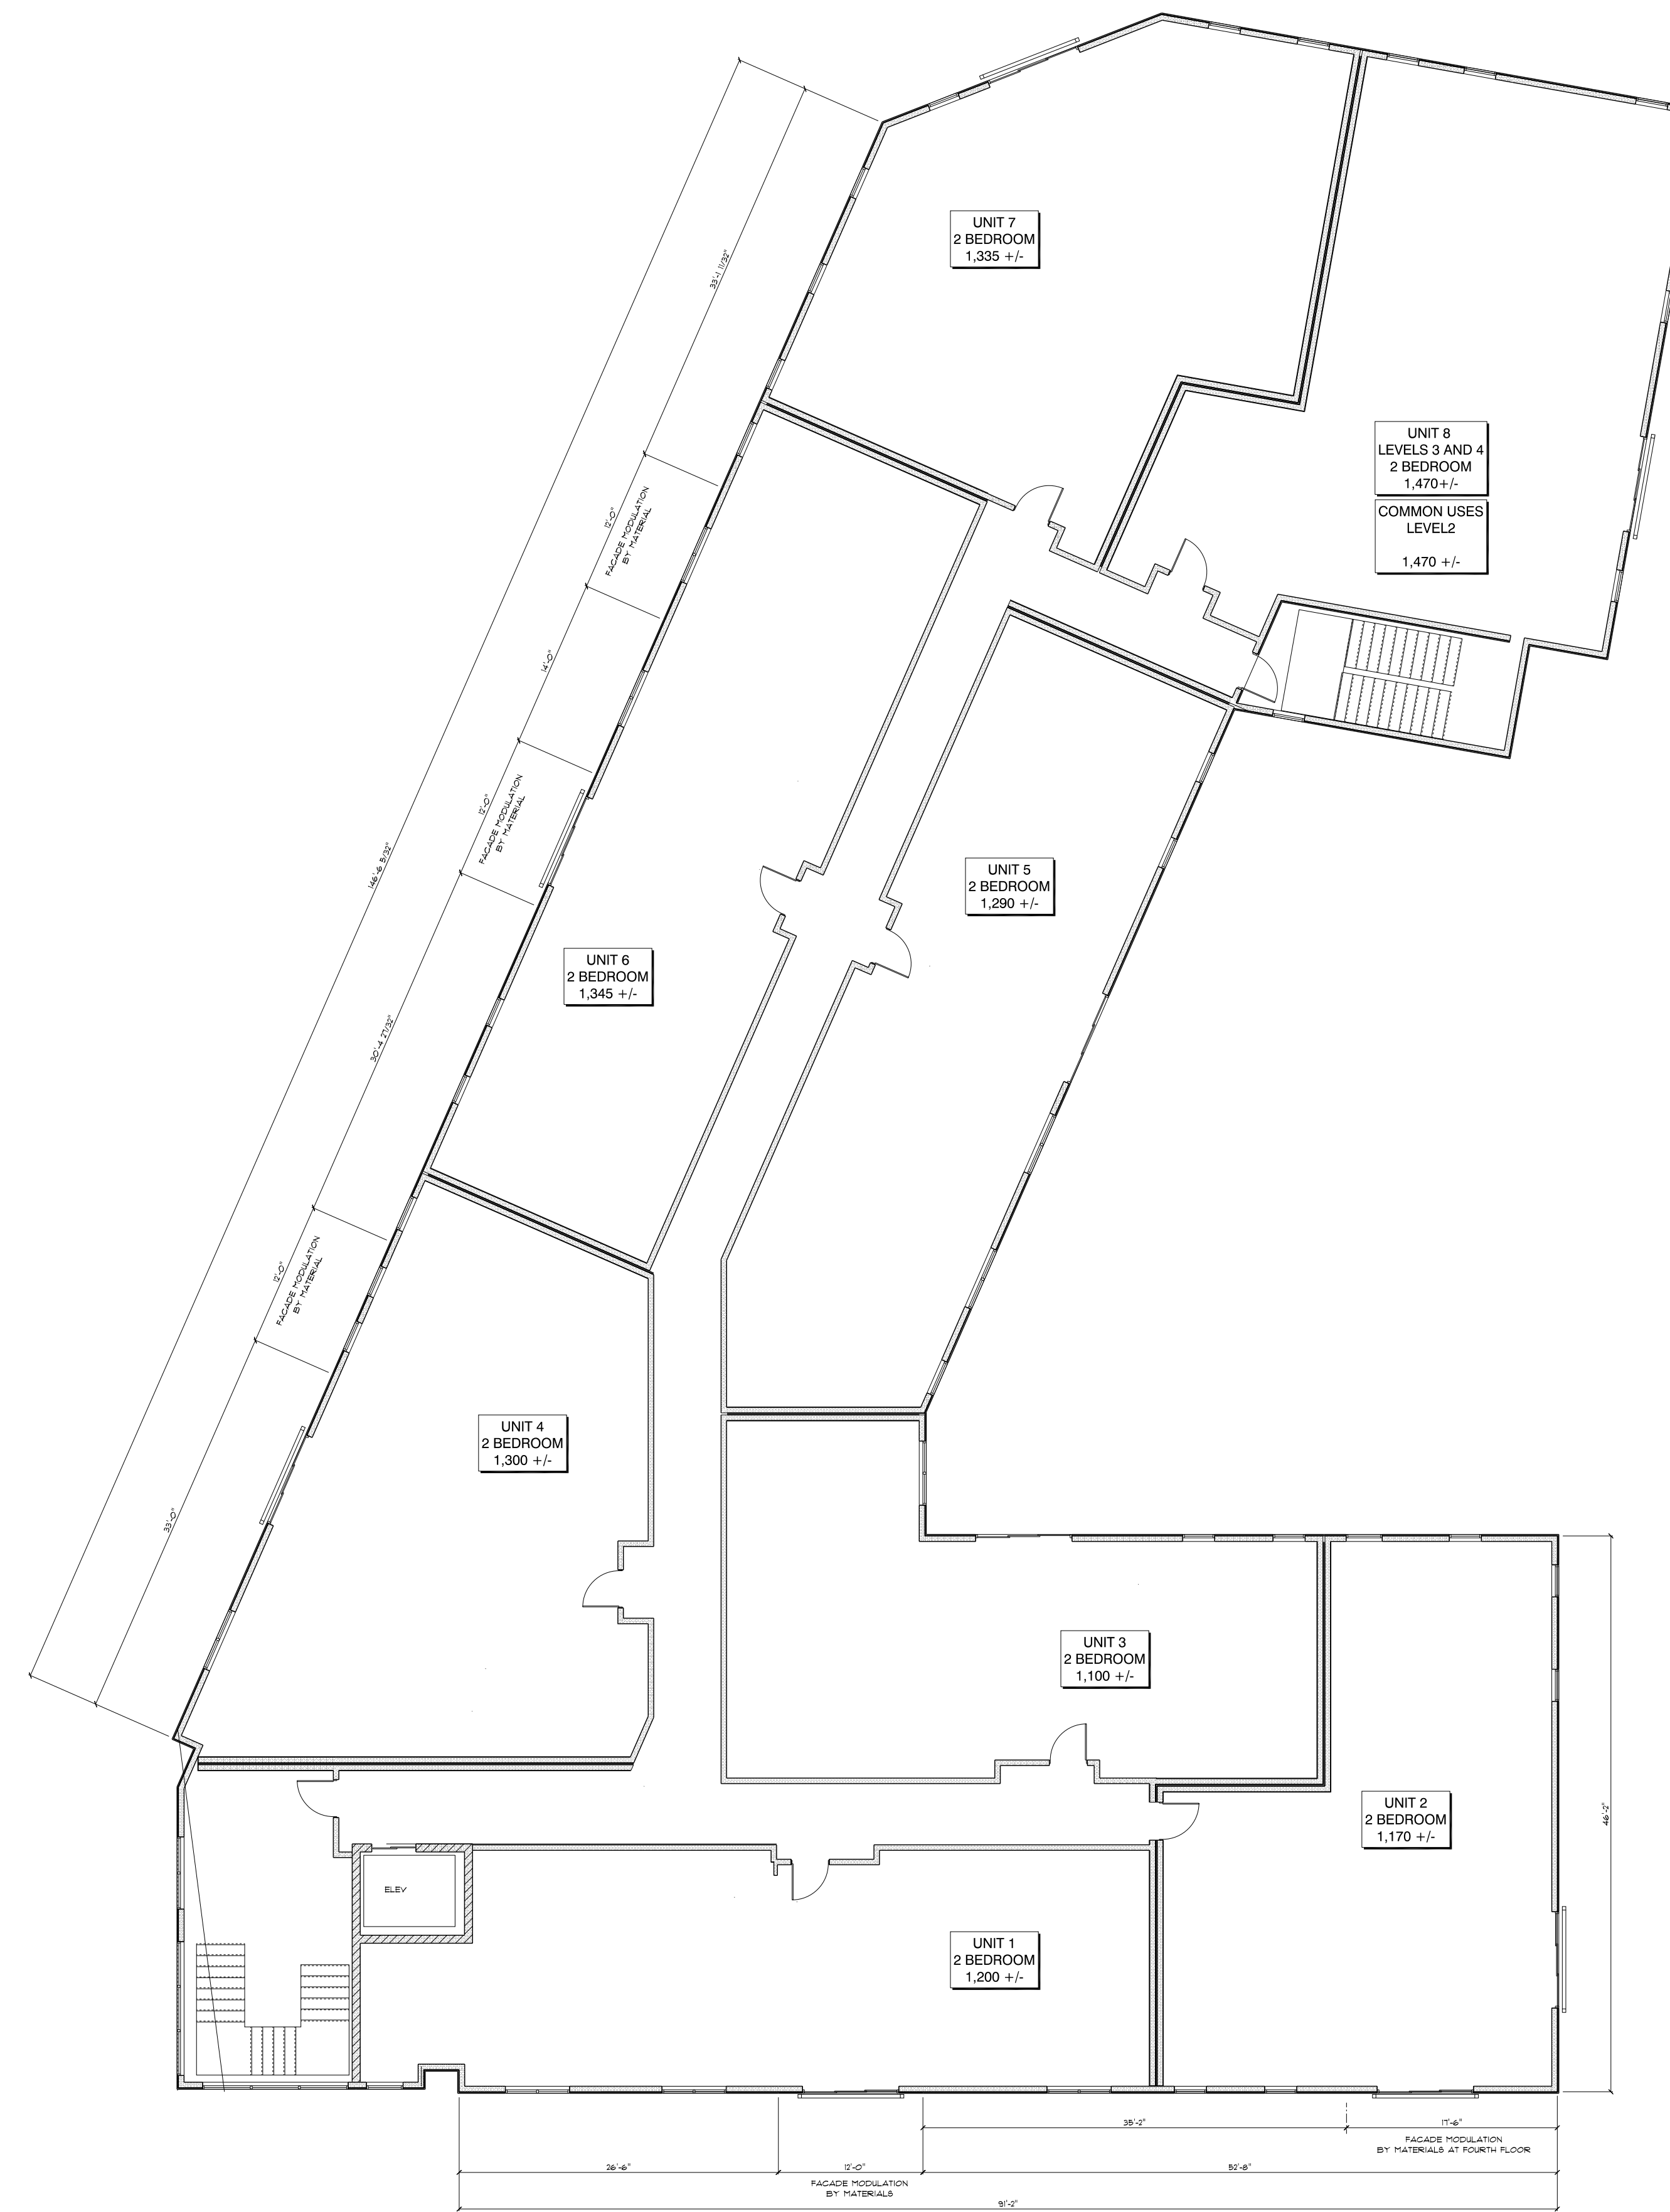 33'-1 11/32"
UNIT 7
2 BEDROOM
1,335 +/-
UNIT 8
LEVELS 3 AND 4
2 BEDROOM
1,470+/-
COMMON USES
LEVEL2
1,470 +/-
12'-0"
FACADE MODULATION
BY MATERIAL
14'-0"
12'-0"
FACADE MODULATION
BY MATERIAL
146'-6 5/32"
UNIT 5
2 BEDROOM
1,290 +/-
UNIT 6
2 BEDROOM
1,345 +/-
30'-4 27/32"
12'-0"
FACADE MODULATION
BY MATERIAL
UNIT 4
2 BEDROOM
1,300 +/-
33'-0"
UNIT 3
2 BEDROOM
1,100 +/-
UNIT 2
2 BEDROOM
1,170 +/-
46'-2"
ELEV
UNIT 1
2 BEDROOM
1,200 +/-
35'-2"
17'-6"
FACADE MODULATION
BY MATERIALS AT FOURTH FLOOR
26'-6"
12'-0"
52'-8"
FACADE MODULATION
BY MATERIALS
91'-2"